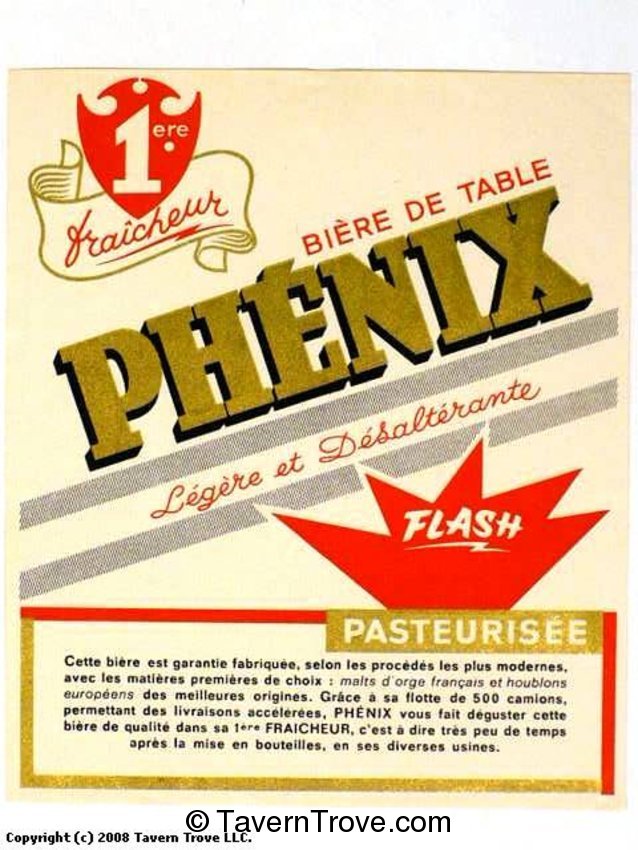 1ere
fraîcheur
BIÈRE DE TABLE
PHÉNIX
Légère et Désaltérante
FLASH
PASTEURISÉE
Cette bière est garantie fabriquée, selon les procédés les plus modernes,
avec les matières premières de choix : malts d'orge français et houblons
européens des meilleures origines. Grâce à sa flotte de 500 camions,
permettant des livraisons accélérées, PHÉNIX vous fait déguster cette
bière de qualité dans sa 1ère FRAICHEUR, c'est à dire très peu de temps
après la mise en bouteilles, en ses diverses usines.
© TavernTrove.com
Copyright (c) 2008 Tavern Trove LLC.